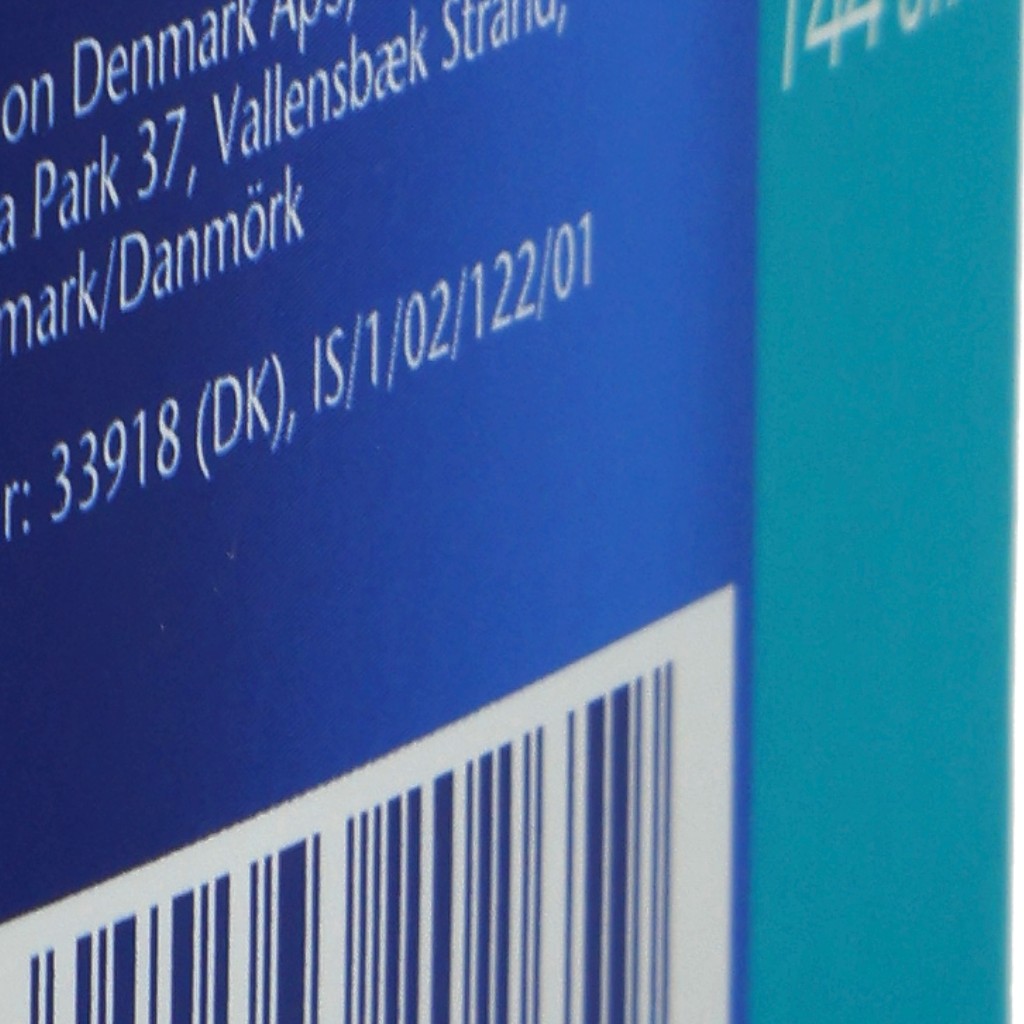 on Denmark Aps,
a Park 37, Vallensbæk Strand,
mark/Danmörk
r: 33918 (DK), IS/1/02/122/01